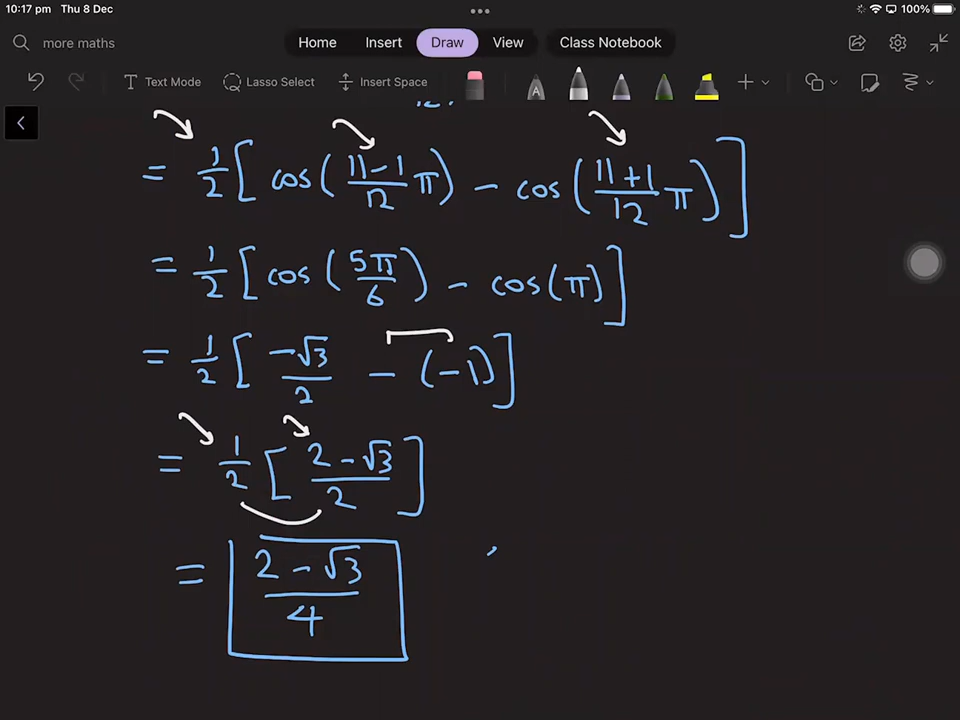 10:17 pm Thu 8 Dec 100%
more maths Home Insert Draw View Class Notebook
Text Mode Lasso Select Insert Space A
= 1/2 [ cos( (11-1)/12 π) - cos( (11+1)/12 π) ]
= 1/2 [ cos( 5π/6 ) - cos(π) ]
= 1/2 [ -√3/2 - (-1) ]
= 1/2 [ (2-√3)/2 ]
= (2-√3)/4